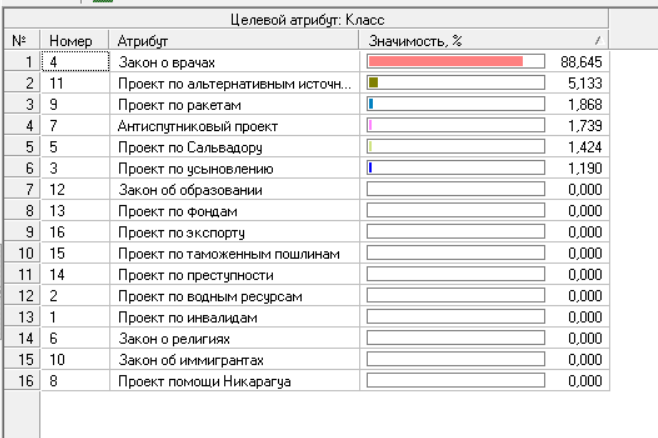 Целевой атрибут: Класс
№ Номер Атрибут Значимость, %
1 4 Закон о врачах 88,645
2 11 Проект по альтернативным источн... 5,133
3 9 Проект по ракетам 1,868
4 7 Антиспутниковый проект 1,739
5 5 Проект по Сальвадору 1,424
6 3 Проект по усыновлению 1,190
7 12 Закон об образовании 0,000
8 13 Проект по фондам 0,000
9 16 Проект по экспорту 0,000
10 15 Проект по таможенным пошлинам 0,000
11 14 Проект по преступности 0,000
12 2 Проект по водным ресурсам 0,000
13 1 Проект по инвалидам 0,000
14 6 Закон о религиях 0,000
15 10 Закон об иммигрантах 0,000
16 8 Проект помощи Никарагуа 0,000